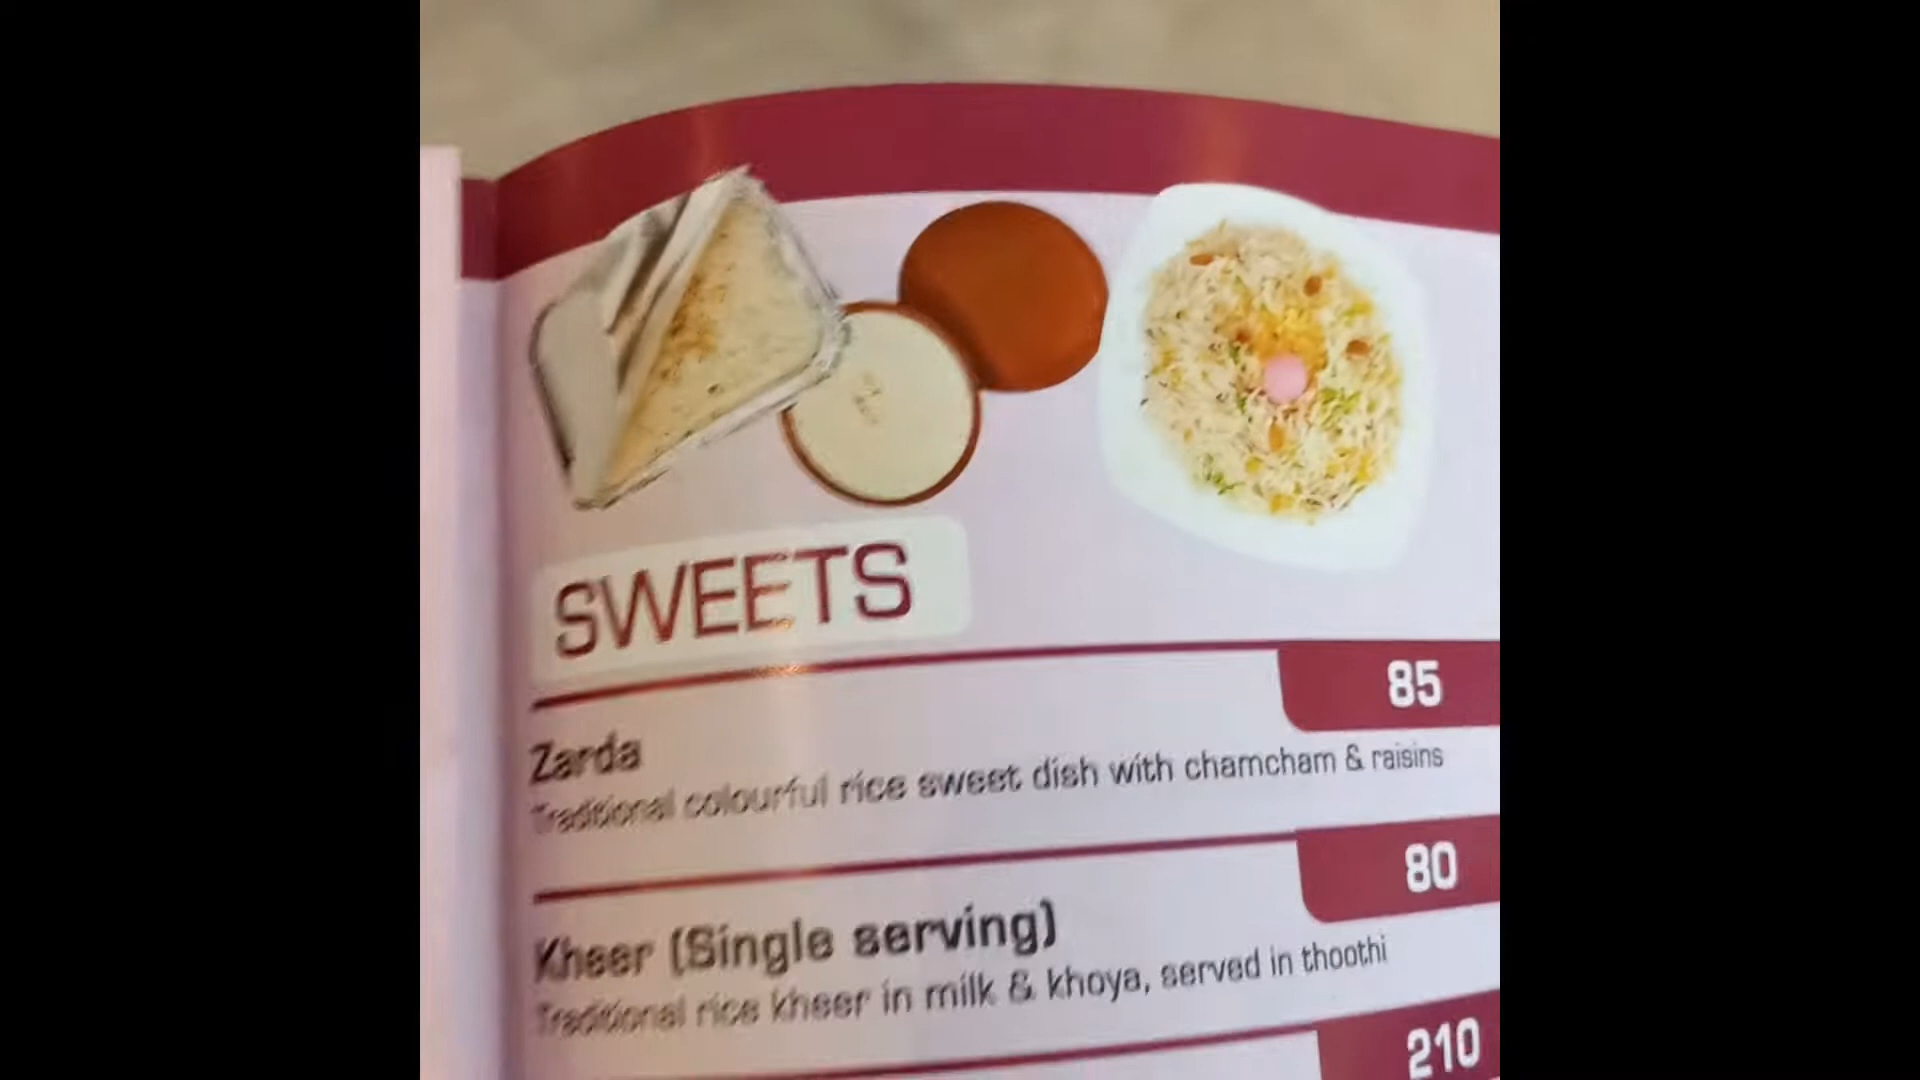 SWEETS
85
Zarda
Traditional colourful rice sweet dish with chamcham & raisins
80
Kheer (Single serving)
Traditional rice kheer in milk & khoya, served in thoothi
210